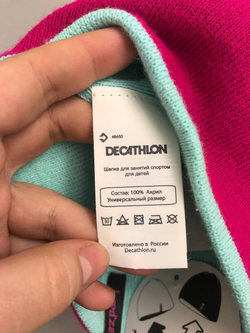 DECATHLON
Шапка для занятий спортом
для детей
Состав: 100% Акрил
Универсальный размер
Изготовлено в России
Decathlon.ru